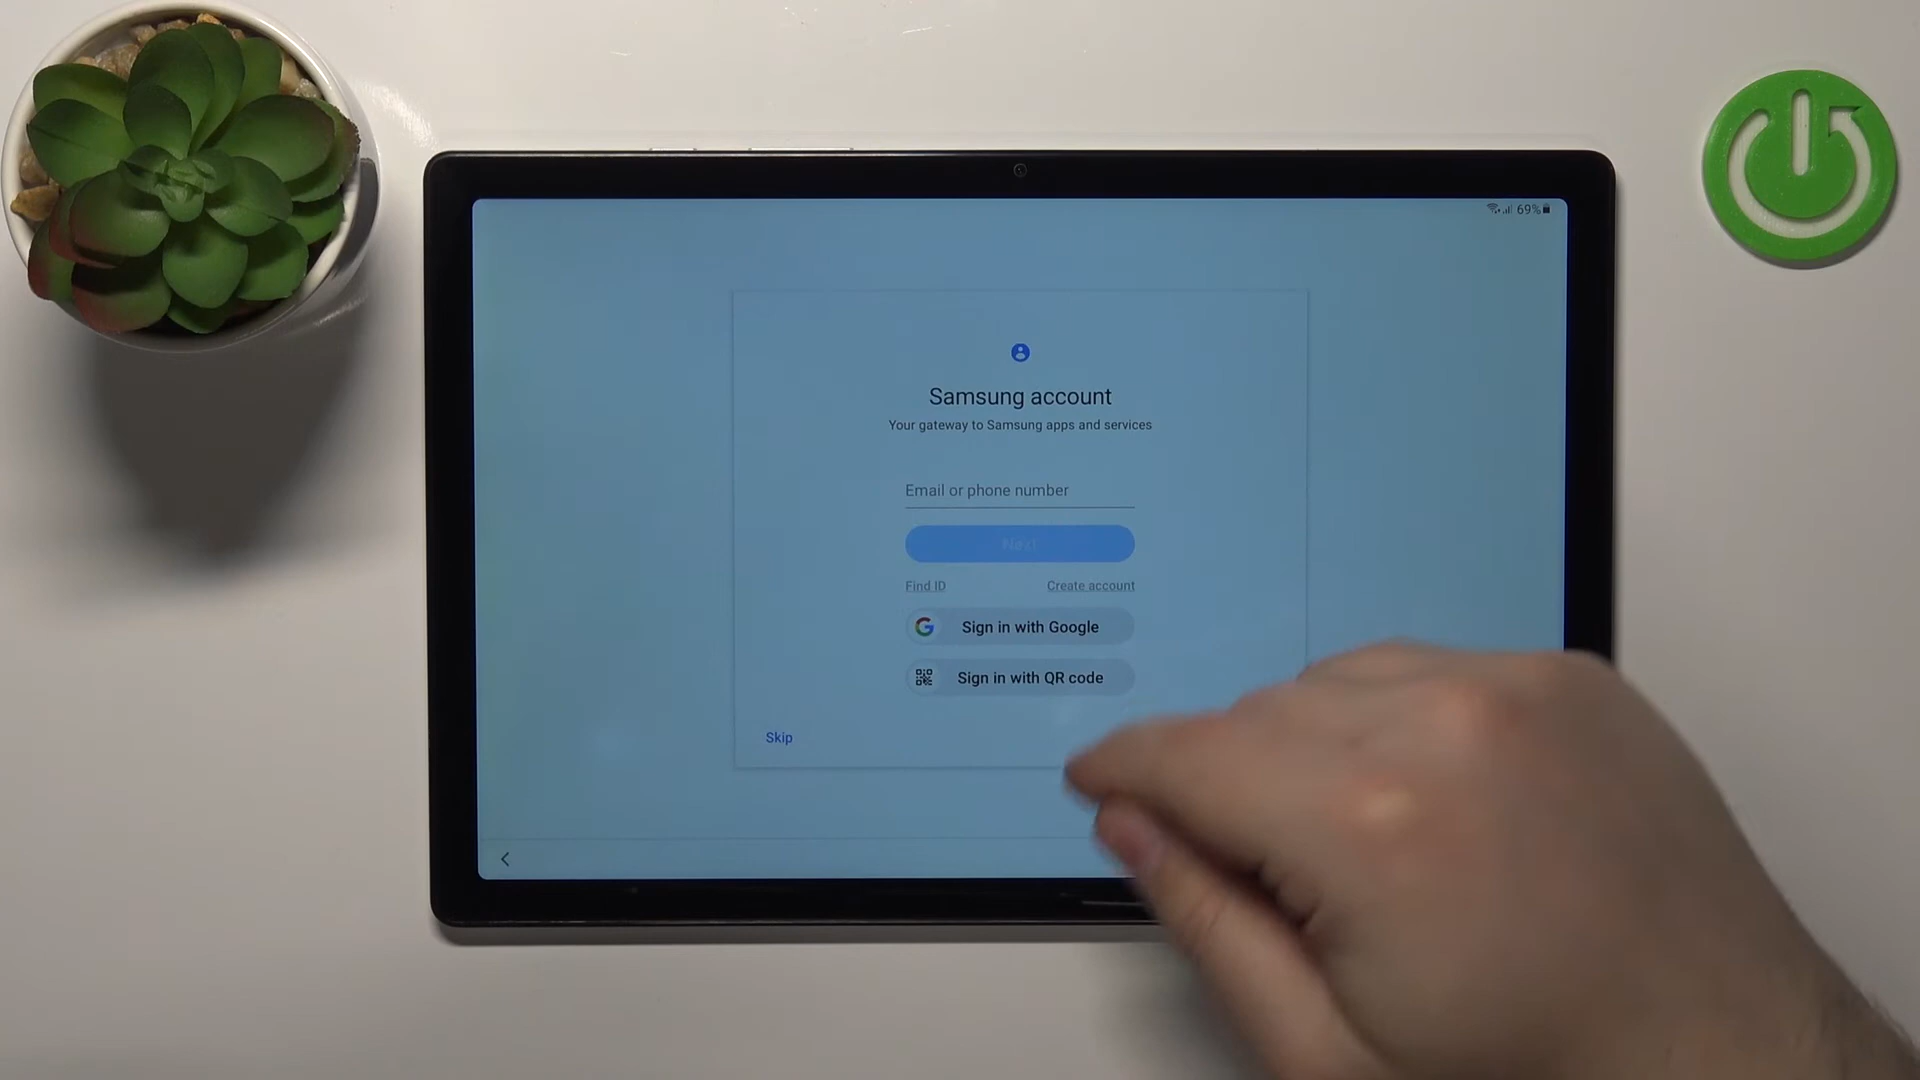 69%
Samsung account
Your gateway to Samsung apps and services
Email or phone number
Next
Find ID
Create account
Sign in with Google
Sign in with QR code
Skip